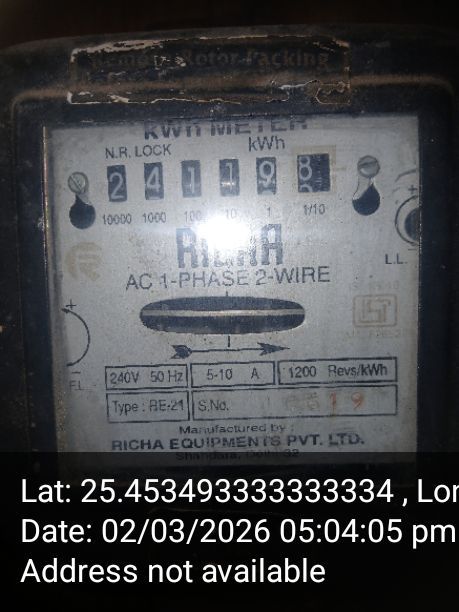 Remove Rotor Packing
kWh METER
N.R. LOCK kWh
2 4 1 1 9 8
10000 1000 100 10 1 1/10
RICHA
L.L.
AC 1-PHASE 2-WIRE
+
F.L.
240V 50 Hz 5-10 A 1200 Revs/kWh
Type : RE-21 S.No.
Manufactured by :
RICHA EQUIPMENTS PVT. LTD.
Shahdara, Delhi-32
Lat: 25.453493333333334 , Lon
Date: 02/03/2026 05:04:05 pm
Address not available